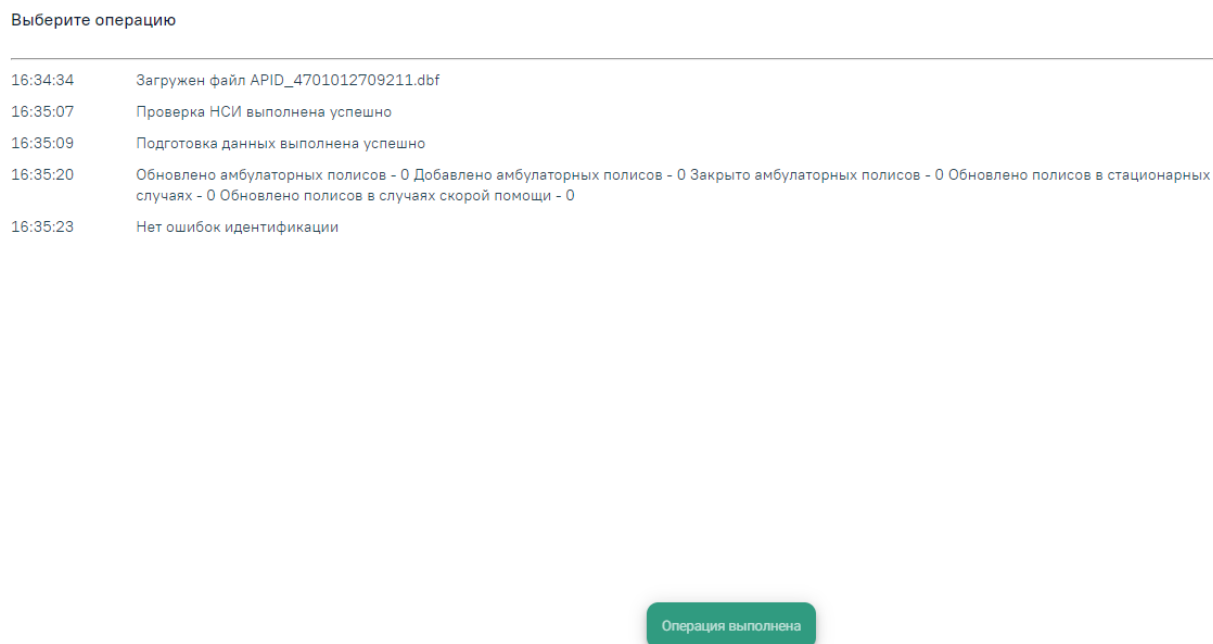 Выберите операцию
16:34:34 Загружен файл APID_4701012709211.dbf
16:35:07 Проверка НСИ выполнена успешно
16:35:09 Подготовка данных выполнена успешно
16:35:20 Обновлено амбулаторных полисов - 0 Добавлено амбулаторных полисов - 0 Закрыто амбулаторных полисов - 0 Обновлено полисов в стационарных
случаях - 0 Обновлено полисов в случаях скорой помощи - 0
16:35:23 Нет ошибок идентификации
Операция выполнена